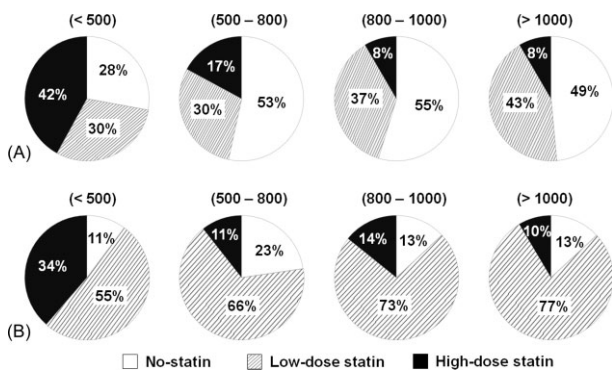 (< 500) (500 – 800) (800 – 1000) (> 1000)
28% 42% 30%
17% 30% 53%
8% 37% 55%
8% 43% 49%
(A)
(< 500) (500 – 800) (800 – 1000) (> 1000)
11% 34% 55%
11% 23% 66%
14% 13% 73%
10% 13% 77%
(B)
No-statin Low-dose statin High-dose statin